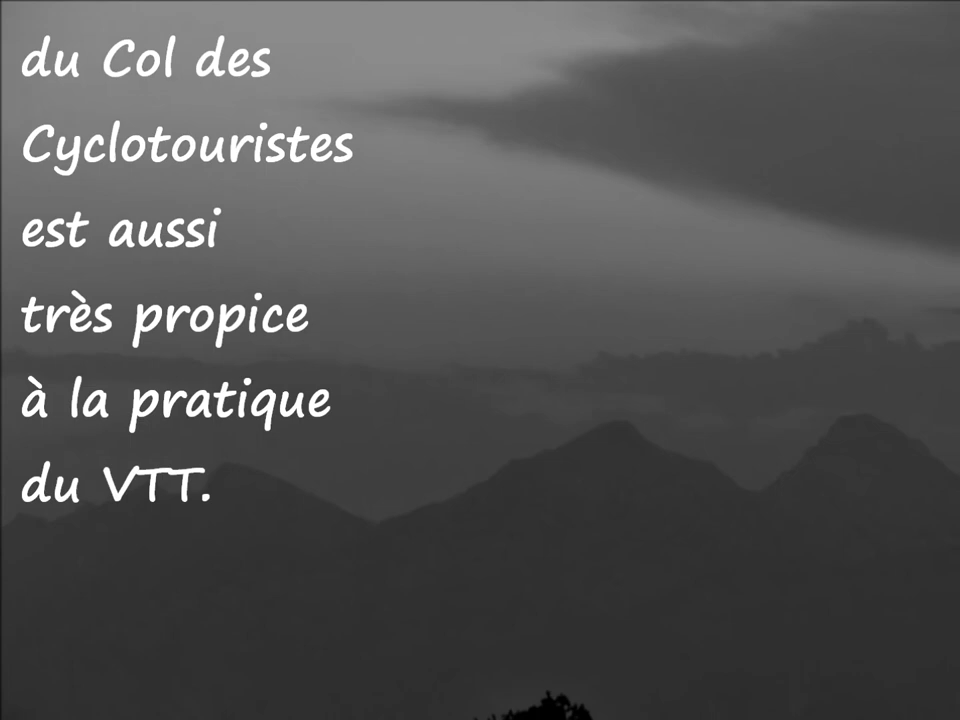 du Col des
Cyclotouristes
est aussi
très propice
à la pratique
du VTT.